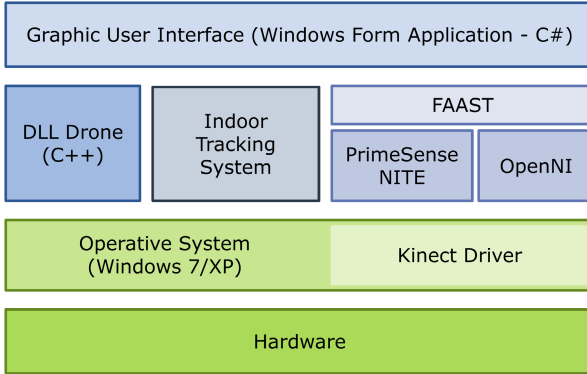 Graphic User Interface (Windows Form Application - C#)
DLL Drone
(C++)
Indoor
Tracking
System
FAAST
PrimeSense
NITE
OpenNI
Operative System
(Windows 7/XP)
Kinect Driver
Hardware